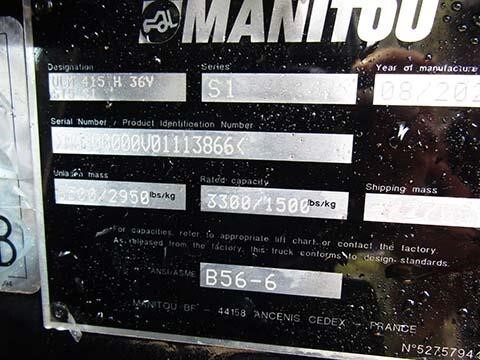 MANITOU
Designation Series Year of manufacture
415 H 36V S1 08/202
S1
Serial Number / Product Identification Number
0000V01113866<
Unladen mass Rated capacity Shipping mass
/2950 lbs/kg 3300/1500 lbs/kg
For capacities, refer to appropriate lift chart or contact the factory.
As released from the factory, this truck conforms to design standards.
ANSI/ASME B56-6
MANITOU BF - 44158 ANCENIS CEDEX - FRANCE
N°5275794
B